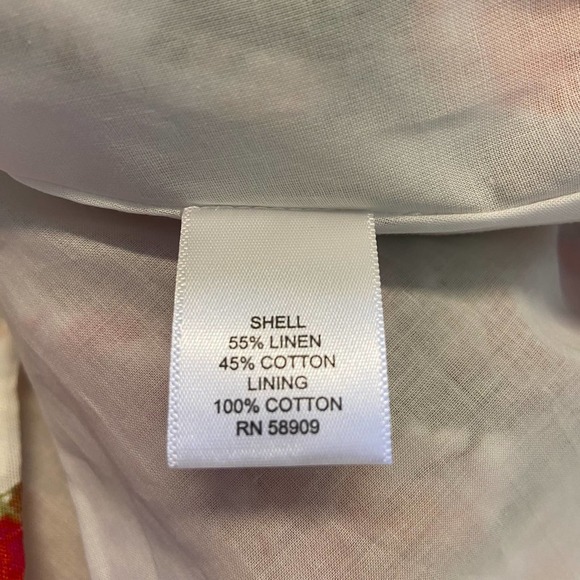 SHELL
55% LINEN
45% COTTON
LINING
100% COTTON
RN 58909